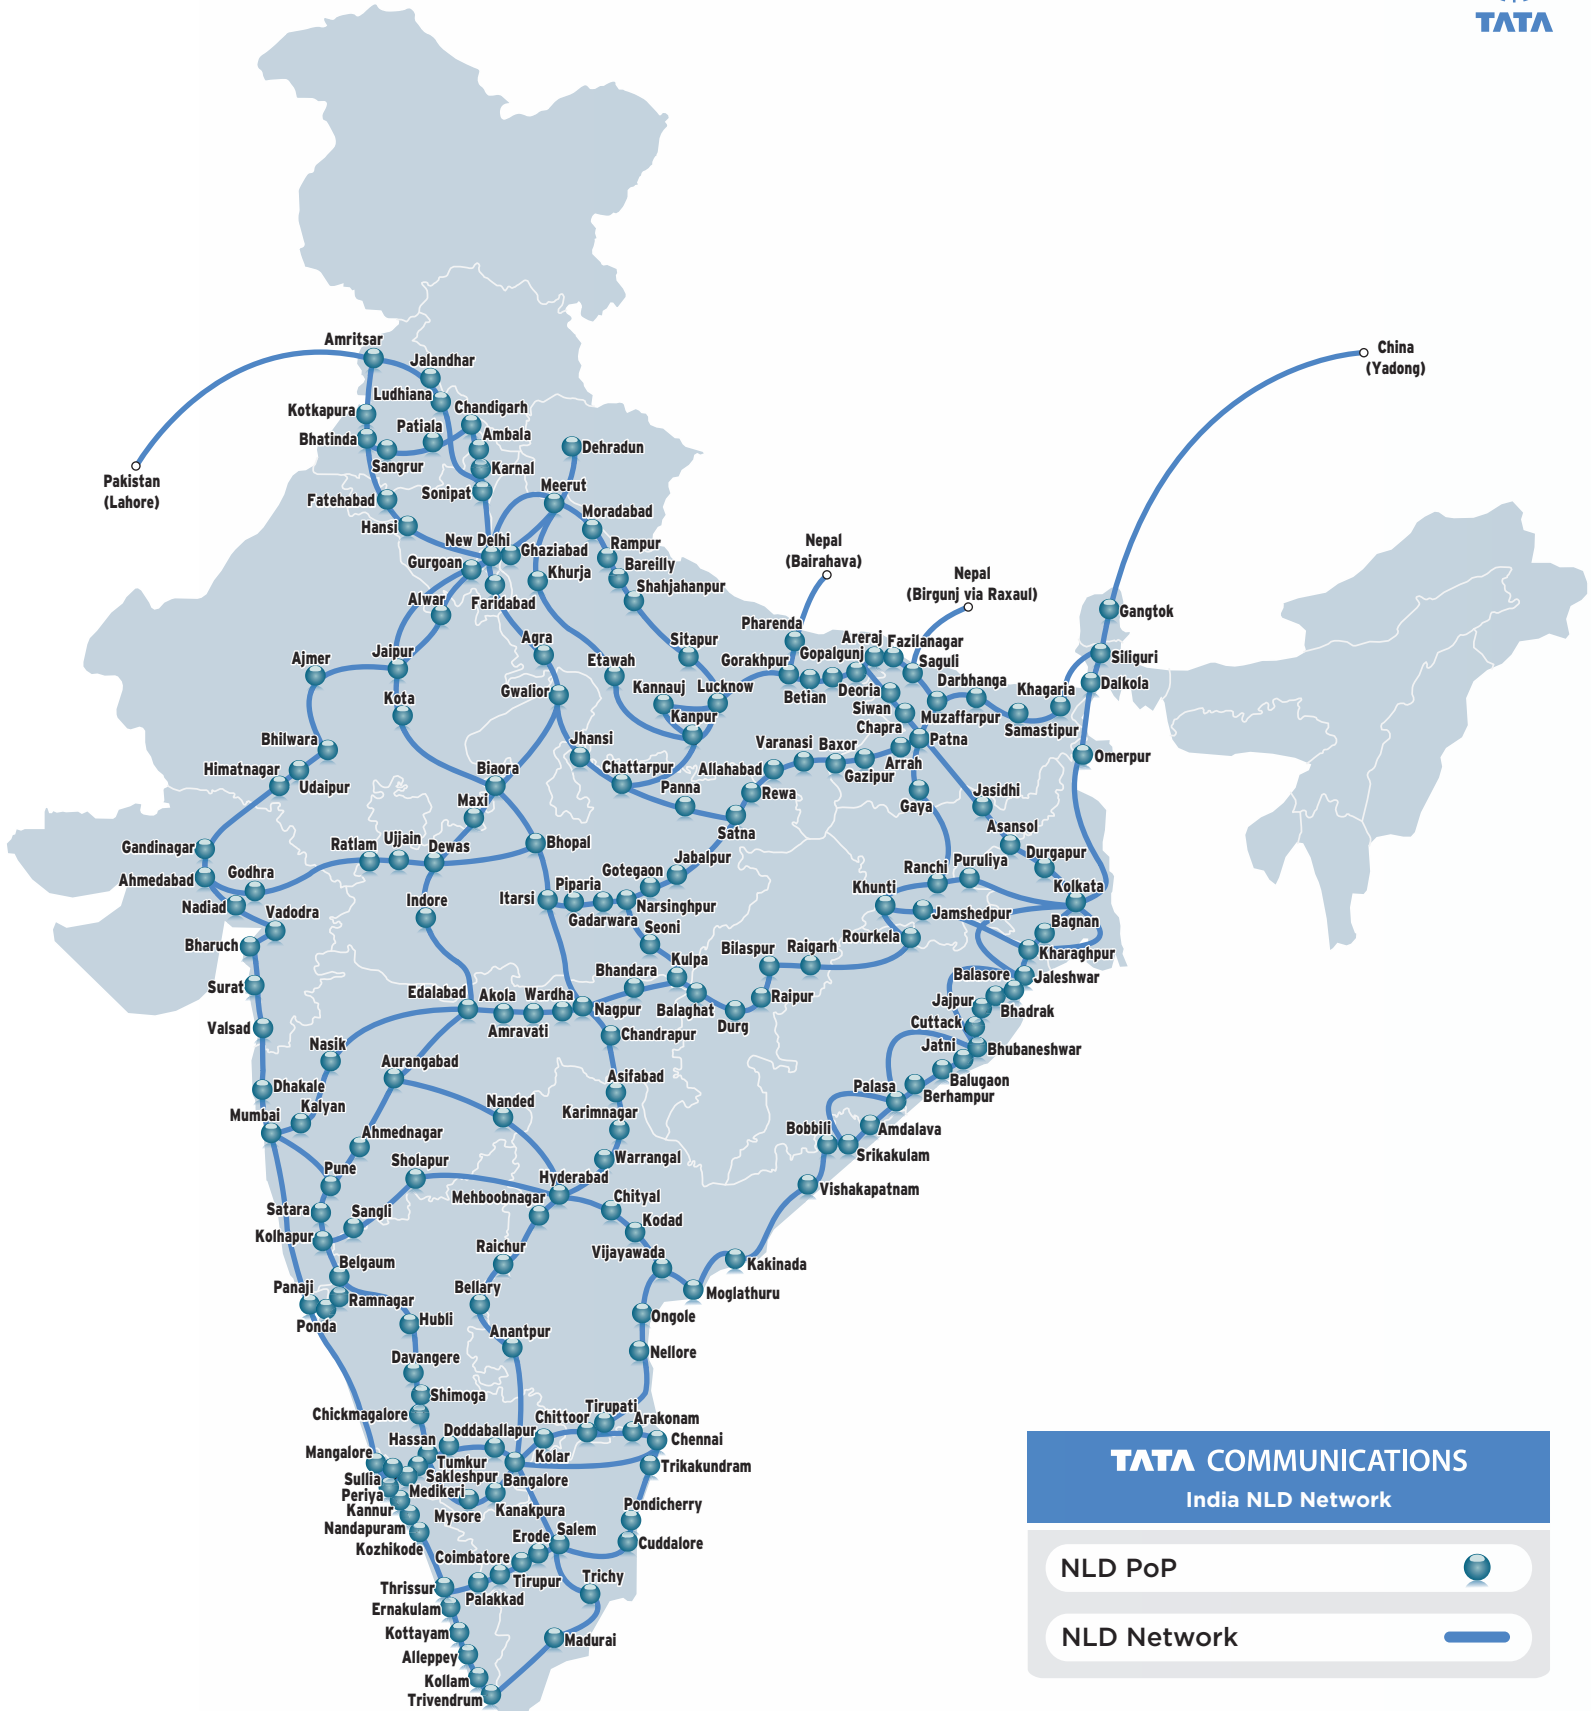 TATA
Amritsar
Jalandhar
China
(Yadong)
Ludhiana
Kotkapura
Chandigarh
Patiala
Bhatinda
Ambala
Dehradun
Sangrur
Karnal
Pakistan
(Lahore)
Fatehabad
Sonipat
Meerut
Hansi
Moradabad
New Delhi
Ghaziabad
Rampur
Nepal
(Bairahava)
Gurgoan
Bareilly
Khurja
Nepal
(Birgunj via Raxaul)
Shahjahanpur
Alwar
Faridabad
Gangtok
Pharenda
Agra
Sitapur
Areraj
Fazilanagar
Jaipur
Gopalgunj
Ajmer
Etawah
Gorakhpur
Saguli
Siliguri
Darbhanga
Dalkola
Kota
Gwalior
Kannauj
Lucknow
Betian
Deoria
Khagaria
Siwan
Kanpur
Muzaffarpur
Samastipur
Chapra
Bhilwara
Jhansi
Varanasi
Baxor
Patna
Omerpur
Himatnagar
Biaora
Chattarpur
Allahabad
Arrah
Gazipur
Udaipur
Panna
Rewa
Maxi
Gaya
Jasidhi
Satna
Asansol
Gandinagar
Ratlam
Ujjain
Dewas
Bhopal
Durgapur
Jabalpur
Ahmedabad
Godhra
Gotegaon
Ranchi
Puruliya
Piparia
Khunti
Kolkata
Nadiad
Indore
Itarsi
Narsinghpur
Vadodra
Gadarwara
Jamshedpur
Bagnan
Seoni
Bharuch
Bilaspur
Raigarh
Rourkela
Kharaghpur
Kulpa
Bhandara
Balasore
Jaleshwar
Surat
Edalabad
Akola
Wardha
Raipur
Jajpur
Nagpur
Balaghat
Bhadrak
Valsad
Amravati
Durg
Cuttack
Chandrapur
Nasik
Jatni
Bhubaneshwar
Aurangabad
Asifabad
Balugaon
Dhakale
Palasa
Berhampur
Kalyan
Nanded
Mumbai
Karimnagar
Bobbili
Amdalava
Ahmednagar
Srikakulam
Warrangal
Sholapur
Pune
Hyderabad
Vishakapatnam
Mehboobnagar
Chityal
Satara
Sangli
Kodad
Kolhapur
Raichur
Vijayawada
Belgaum
Kakinada
Panaji
Bellary
Moglathuru
Ramnagar
Ponda
Hubli
Ongole
Anantpur
Nellore
Davangere
Shimoga
Tirupati
Chickmagalore
Chittoor
Arakonam
Doddaballapur
Hassan
Chennai
Mangalore
Tumkur
Kolar
Trikakundram
Sullia
Sakleshpur
Bangalore
Periya
Medikeri
Kannur
Mysore
Kanakpura
Pondicherry
Nandapuram
Erode
Salem
Kozhikode
Cuddalore
Coimbatore
Tirupur
Trichy
Thrissur
Palakkad
Ernakulam
Kottayam
Madurai
Alleppey
Kollam
Trivendrum
TATA COMMUNICATIONS
India NLD Network
NLD PoP
NLD Network